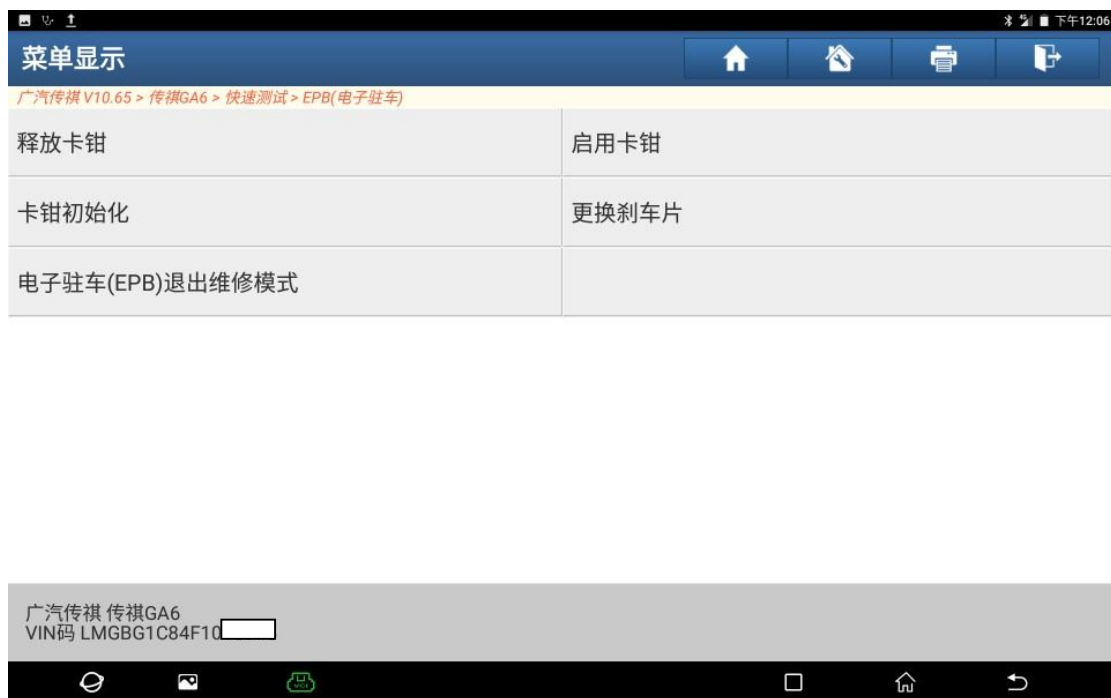 下午12:06
菜单显示
广汽传祺 V10.65 > 传祺GA6 > 快速测试 > EPB(电子驻车)
释放卡钳
启用卡钳
卡钳初始化
更换刹车片
电子驻车(EPB)退出维修模式
广汽传祺 传祺GA6
VIN码 LMGBG1C84F10
VCI